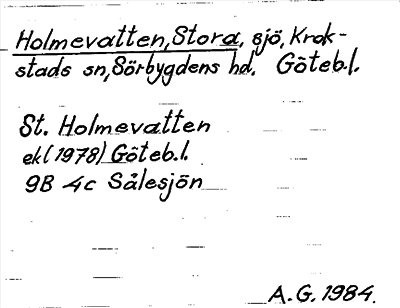 Holmevatten, Stora, sjö, Krok-
stads sn, Sörbygdens hd. Göteb.l.
St. Holmevatten
ek (1978) Göteb.l.
9B 4c Sålesjön
A.G. 1984.